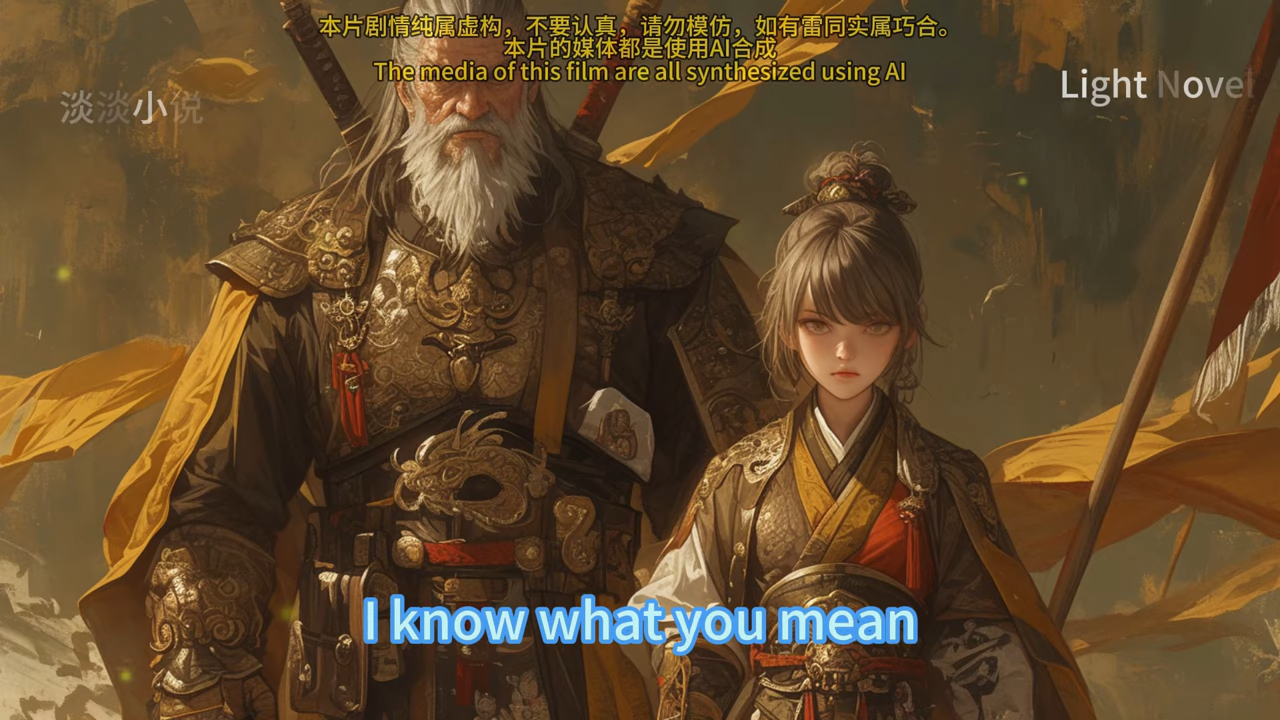 本片剧情纯属虚构，不要认真，请勿模仿，如有雷同实属巧合。
本片的媒体都是使用AI合成
The media of this film are all synthesized using AI
淡淡小说
Light Novel
I know what you mean